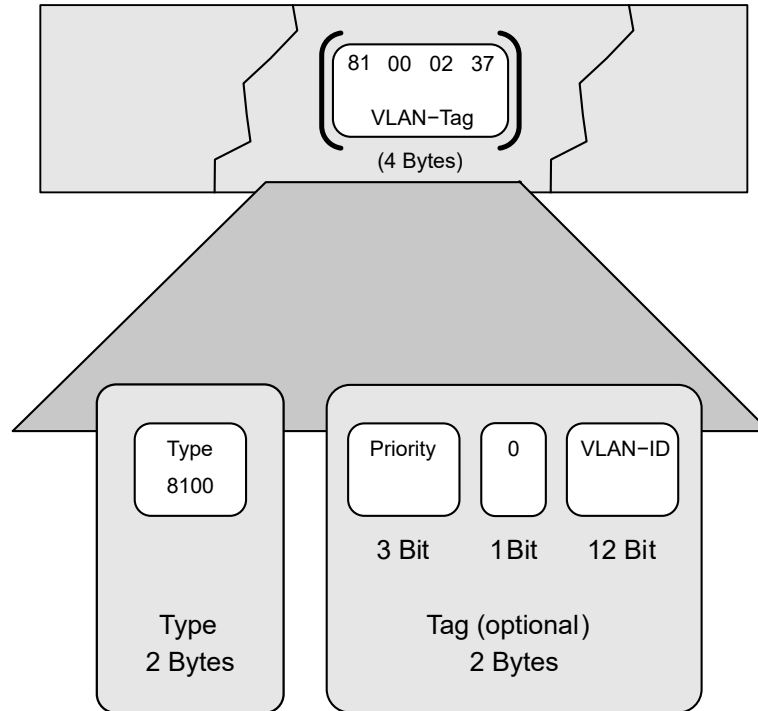 81 00 02 37
VLAN−Tag
(4 Bytes)
Type
8100
Priority
0
VLAN−ID
3 Bit
1Bit
12 Bit
Type
2 Bytes
Tag (optional)
2 Bytes